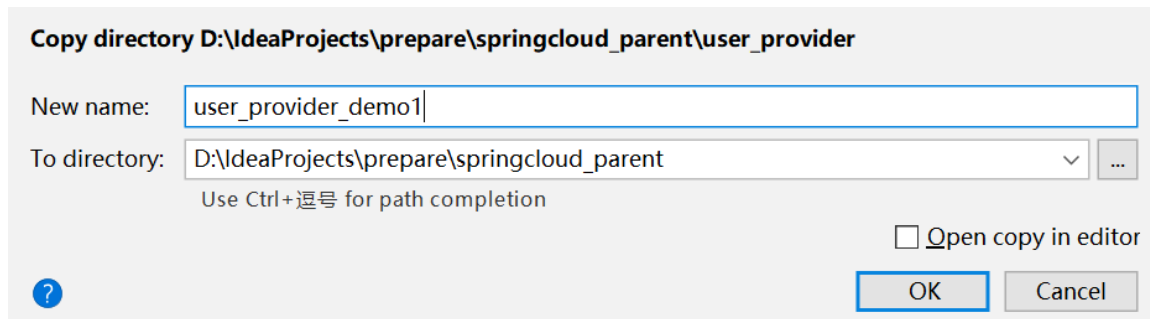 Copy directory D:\IdeaProjects\prepare\springcloud_parent\user_provider
New name: user_provider_demo1
To directory: D:\IdeaProjects\prepare\springcloud_parent ...
Use Ctrl+逗号 for path completion
Open copy in editor
? OK Cancel